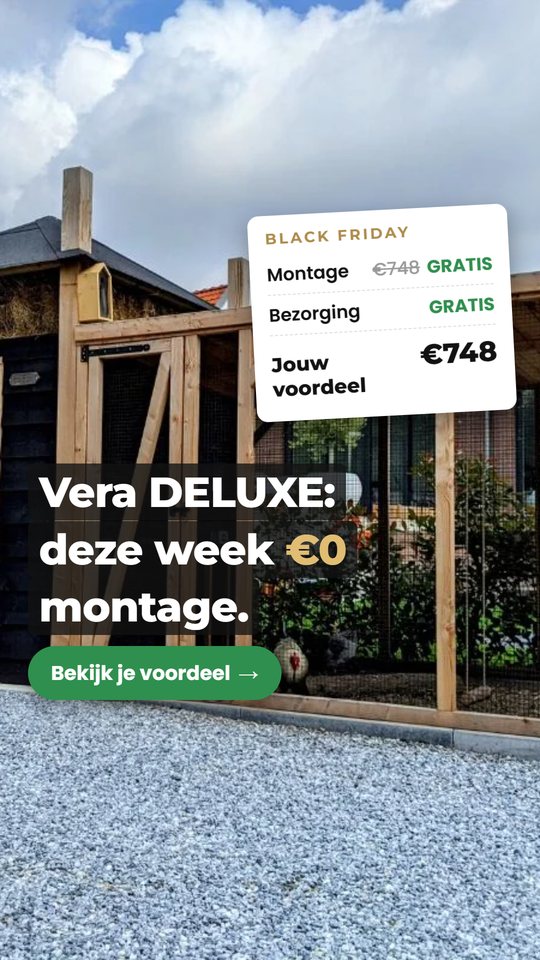 BLACK FRIDAY
Montage €748 GRATIS
Bezorging GRATIS
Jouw voordeel €748
Vera DELUXE:
deze week €0
montage.
Bekijk je voordeel →